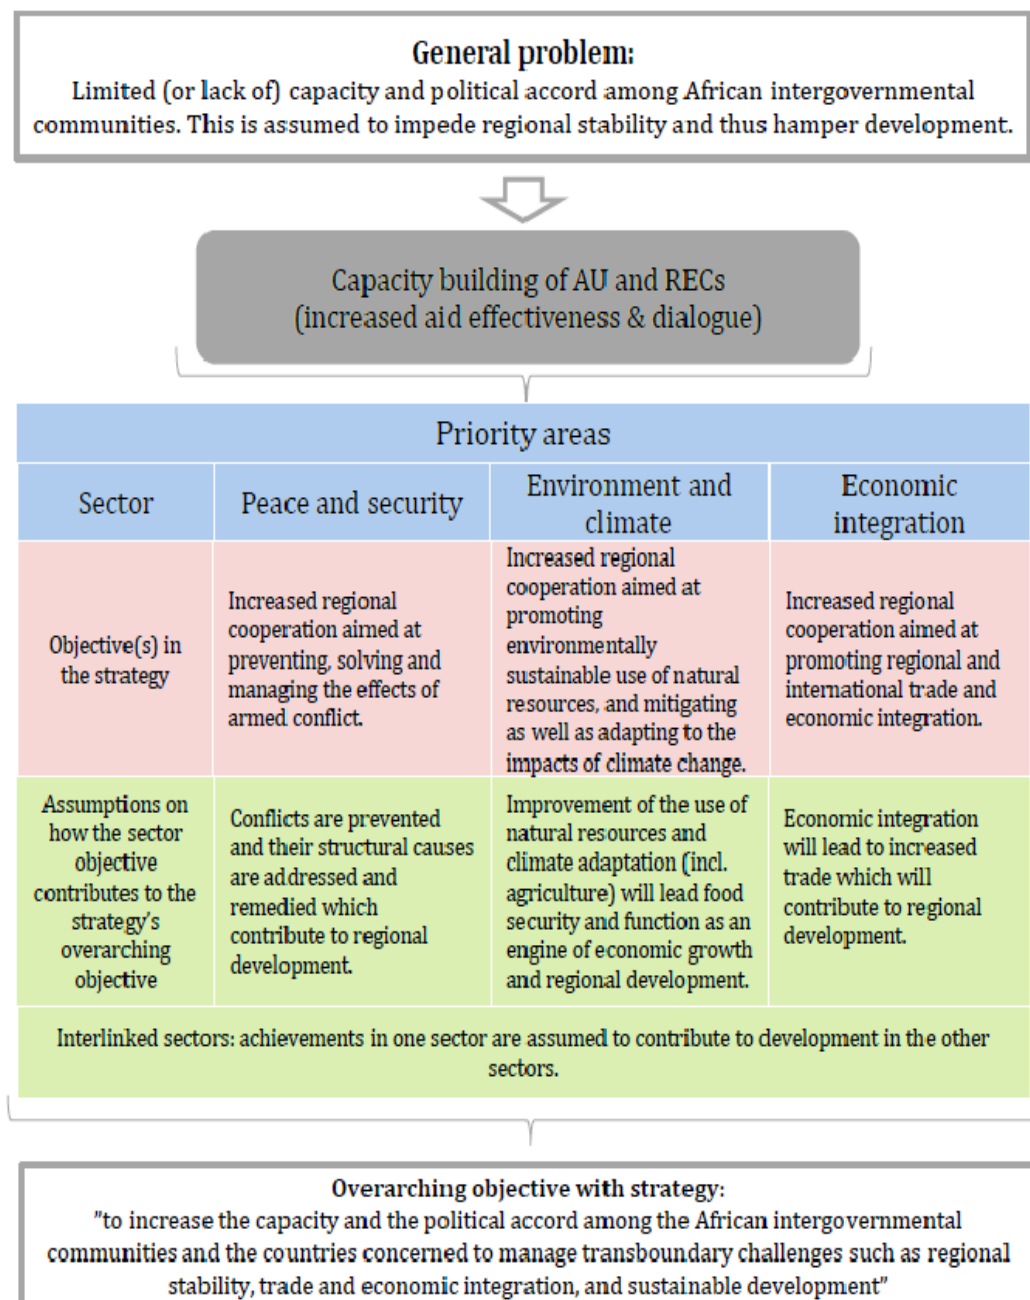 General problem:
Limited (or lack of) capacity and political accord among African intergovernmental
communities. This is assumed to impede regional stability and thus hamper development.
Capacity building of AU and RECs
(increased aid effectiveness & dialogue)
Priority areas
Sector
Peace and security
Environment and
climate
Economic
integration
Objective(s) in
the strategy
Increased regional
cooperation aimed at
preventing, solving and
managing the effects of
armed conflict.
Increased regional
cooperation aimed at
promoting
environmentally
sustainable use of natural
resources, and mitigating
as well as adapting to the
impacts of climate change.
Increased regional
cooperation aimed at
promoting regional and
international trade and
economic integration.
Assumptions on
how the sector
objective
contributes to the
strategy's
overarching
objective
Conflicts are prevented
and their structural causes
are addressed and
remedied which
contribute to regional
development.
Improvement of the use of
natural resources and
climate adaptation (incl.
agriculture) will lead food
security and function as an
engine of economic growth
and regional development.
Economic integration
will lead to increased
trade which will
contribute to regional
development.
Interlinked sectors: achievements in one sector are assumed to contribute to development in the other
sectors.
Overarching objective with strategy:
"to increase the capacity and the political accord among the African intergovernmental
communities and the countries concerned to manage transboundary challenges such as regional
stability, trade and economic integration, and sustainable development"